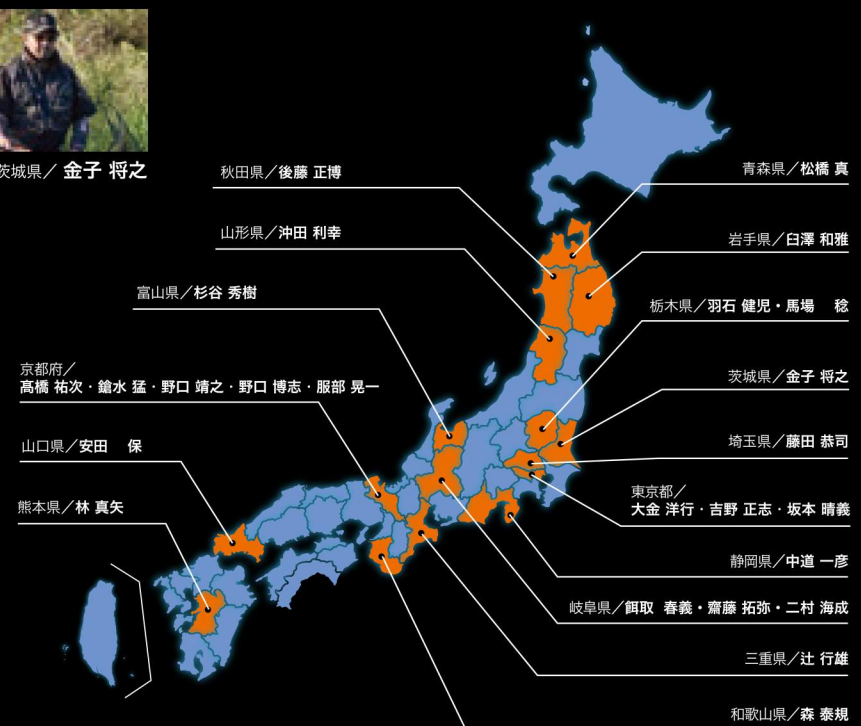 茨城県／金子 将之
秋田県／後藤 正博
山形県／沖田 利幸
富山県／杉谷 秀樹
京都府／
髙橋 祐次・鎗水 猛・野口 靖之・野口 博志・服部 晃一
山口県／安田　保
熊本県／林 真矢
青森県／松橋 真
岩手県／臼澤 和雅
栃木県／羽石 健児・馬場　稔
茨城県／金子 将之
埼玉県／藤田 恭司
東京都／
大金 洋行・吉野 正志・坂本 晴義
静岡県／中道 一彦
岐阜県／餌取 春義・齋藤 拓弥・二村 海成
三重県／辻 行雄
和歌山県／森 泰規